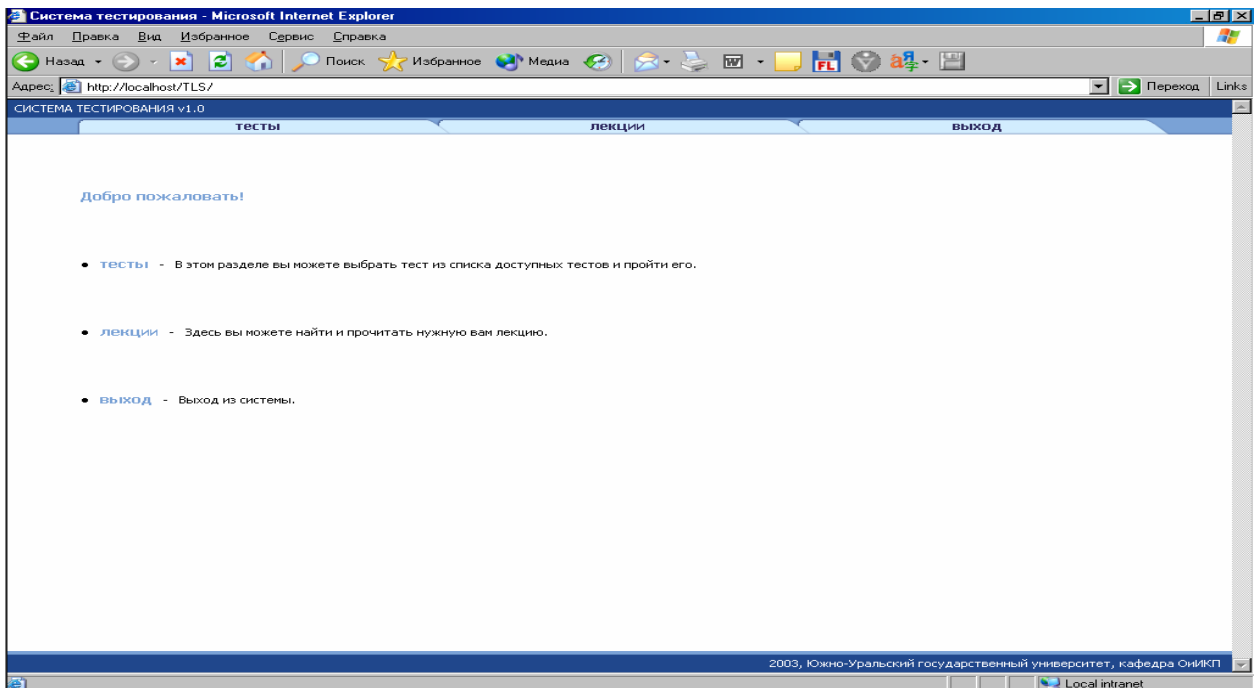 Система тестирования - Microsoft Internet Explorer
Файл Правка Вид Избранное Сервис Справка
Назад Поиск Избранное Медиа FL
Адрес: http://localhost/TLS/ Переход Links
СИСТЕМА ТЕСТИРОВАНИЯ v1.0
тесты лекции выход
Добро пожаловать!
• тесты - В этом разделе вы можете выбрать тест из списка доступных тестов и пройти его.
• лекции - Здесь вы можете найти и прочитать нужную вам лекцию.
• выход - Выход из системы.
2003, Южно-Уральский государственный университет, кафедра ОиИКП
Local intranet